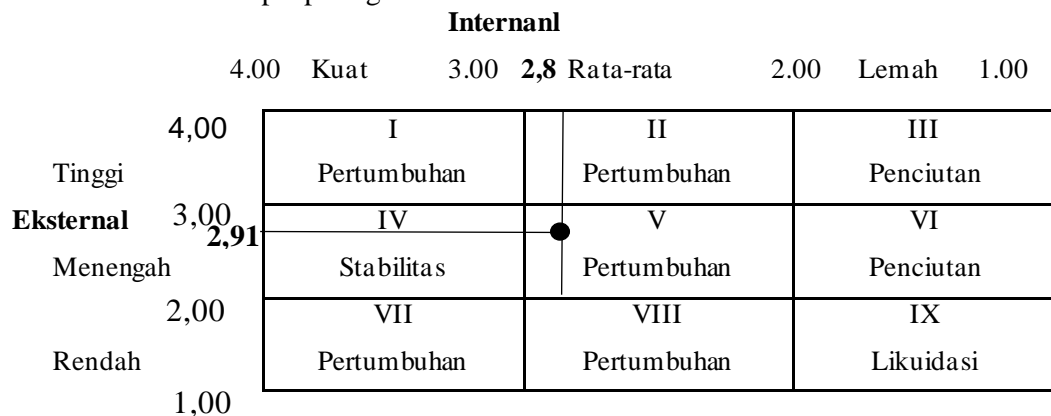 Internanl
4.00 Kuat 3.00 2,8 Rata-rata 2.00 Lemah 1.00
4,00 I II III
Tinggi Pertumbuhan Pertumbuhan Penciutan
Eksternal 3,00 IV V VI
2,91
Menengah Stabilitas Pertumbuhan Penciutan
2,00 VII VIII IX
Rendah Pertumbuhan Pertumbuhan Likuidasi
1,00